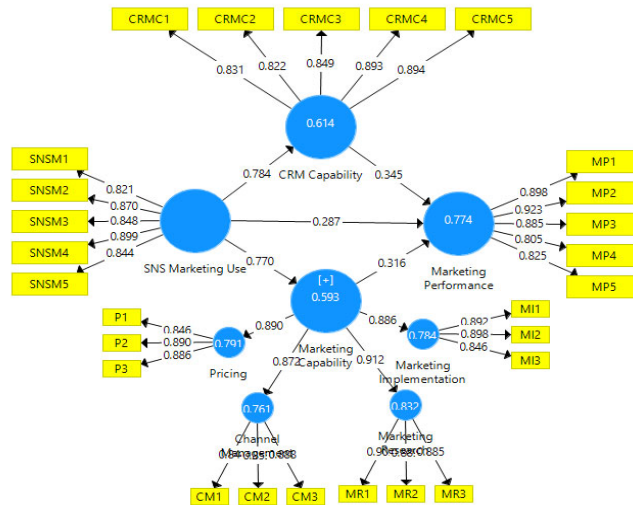 CRMC1
CRMC2
CRMC3
CRMC4
CRMC5
0.831
0.822
0.849
0.893
0.894
0.614
CRM Capability
SNSM1
SNSM2
SNSM3
SNSM4
SNSM5
0.821
0.870
0.848
0.899
0.844
SNS Marketing Use
0.784
0.345
0.287
0.770
0.316
0.774
Marketing
Performance
MP1
MP2
MP3
MP4
MP5
0.898
0.923
0.885
0.805
0.825
[+]
0.593
Marketing
Capability
P1
P2
P3
0.846
0.890
0.886
0.791
Pricing
0.890
0.886
0.872
0.912
0.784
Marketing
Implementation
0.892
0.898
0.846
MI1
MI2
MI3
0.761
Channel
Management
CM1
CM2
CM3
0.832
Marketing
Research
0.885
MR1
MR2
MR3